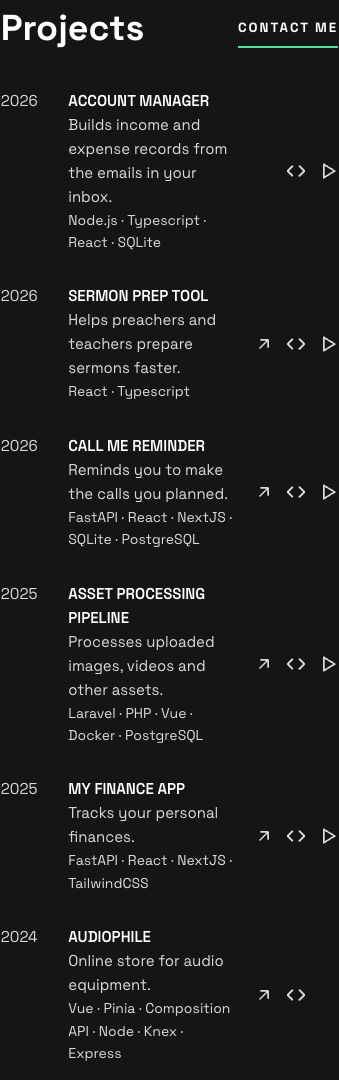 Projects
CONTACT ME
2026
ACCOUNT MANAGER
Builds income and
expense records from
the emails in your
inbox.
Node.js · Typescript ·
React · SQLite
2026
SERMON PREP TOOL
Helps preachers and
teachers prepare
sermons faster.
React · Typescript
2026
CALL ME REMINDER
Reminds you to make
the calls you planned.
FastAPI · React · NextJS ·
SQLite · PostgreSQL
2025
ASSET PROCESSING
PIPELINE
Processes uploaded
images, videos and
other assets.
Laravel · PHP · Vue ·
Docker · PostgreSQL
2025
MY FINANCE APP
Tracks your personal
finances.
FastAPI · React · NextJS ·
TailwindCSS
2024
AUDIOPHILE
Online store for audio
equipment.
Vue · Pinia · Composition
API · Node · Knex ·
Express